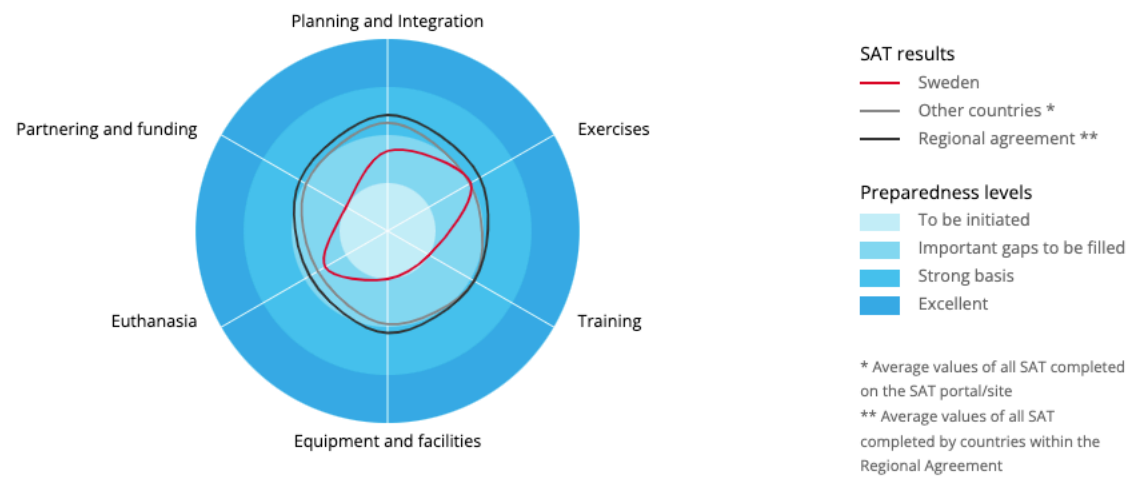 Planning and Integration
Partnering and funding
Exercises
Euthanasia
Training
Equipment and facilities
SAT results
Sweden
Other countries *
Regional agreement **
Preparedness levels
To be initiated
Important gaps to be filled
Strong basis
Excellent
* Average values of all SAT completed
on the SAT portal/site
** Average values of all SAT
completed by countries within the
Regional Agreement